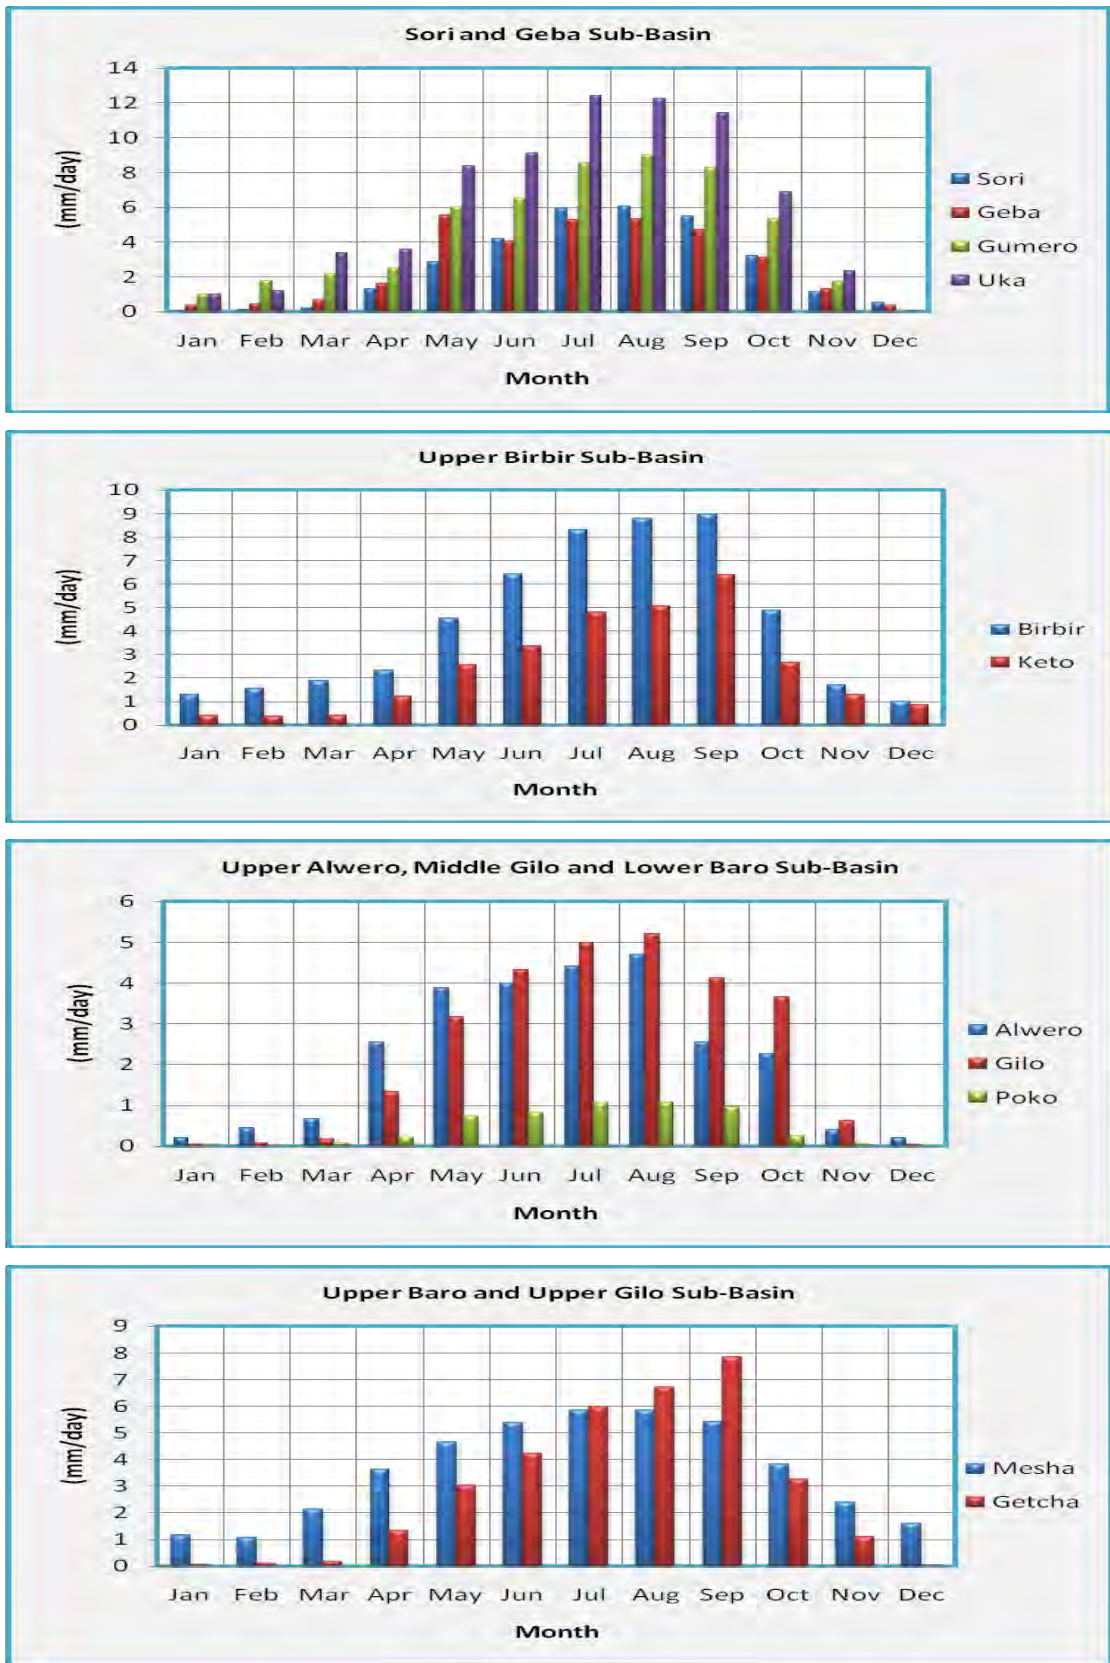 Sori and Geba Sub-Basin
14
12
10
8
6
4
2
0
(mm/day)
Jan Feb Mar Apr May Jun Jul Aug Sep Oct Nov Dec
Month
Sori
Geba
Gumero
Uka
Upper Birbir Sub-Basin
10
9
8
7
6
5
4
3
2
1
0
(mm/day)
Jan Feb Mar Apr May Jun Jul Aug Sep Oct Nov Dec
Month
Birbir
Keto
Upper Alwero, Middle Gilo and Lower Baro Sub-Basin
6
5
4
3
2
1
0
(mm/day)
Jan Feb Mar Apr May Jun Jul Aug Sep Oct Nov Dec
Month
Alwero
Gilo
Poko
Upper Baro and Upper Gilo Sub-Basin
9
8
7
6
5
4
3
2
1
0
(mm/day)
Jan Feb Mar Apr May Jun Jul Aug Sep Oct Nov Dec
Month
Mesha
Getcha